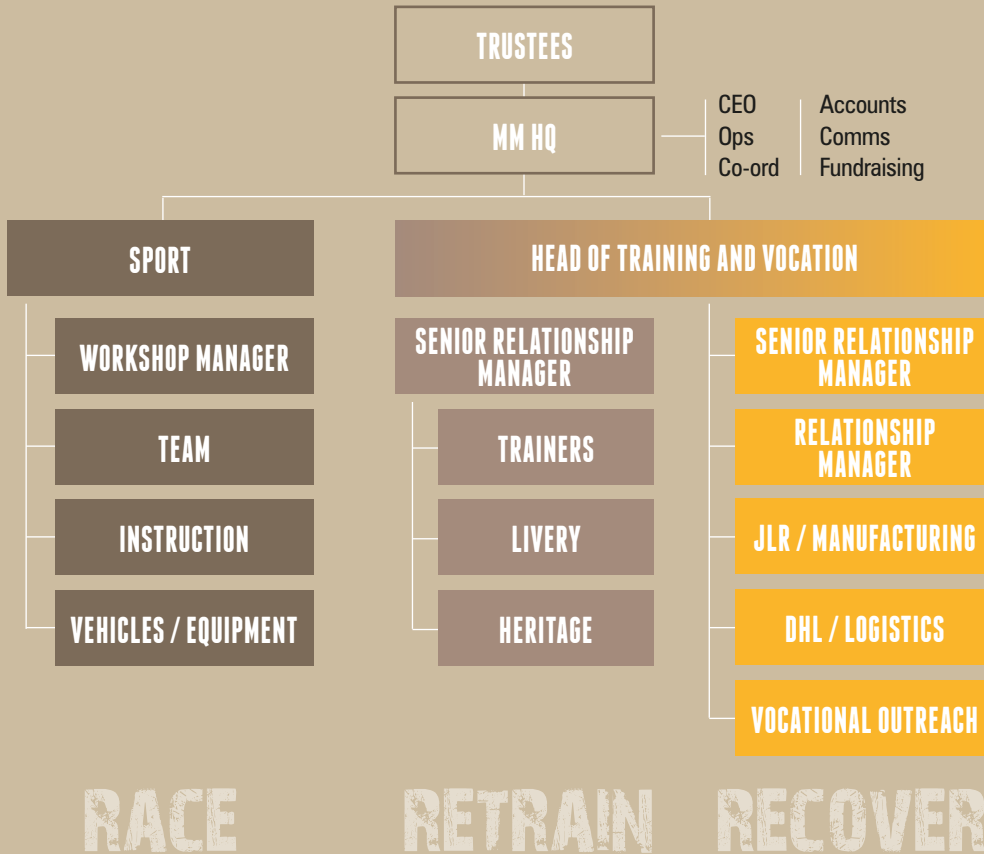 TRUSTEES
MM HQ
CEO
Ops
Co-ord
Accounts
Comms
Fundraising
SPORT
WORKSHOP MANAGER
TEAM
INSTRUCTION
VEHICLES / EQUIPMENT
HEAD OF TRAINING AND VOCATION
SENIOR RELATIONSHIP
MANAGER
TRAINERS
LIVERY
HERITAGE
SENIOR RELATIONSHIP
MANAGER
RELATIONSHIP
MANAGER
JLR / MANUFACTURING
DHL / LOGISTICS
VOCATIONAL OUTREACH
RACE
RETRAIN
RECOVER